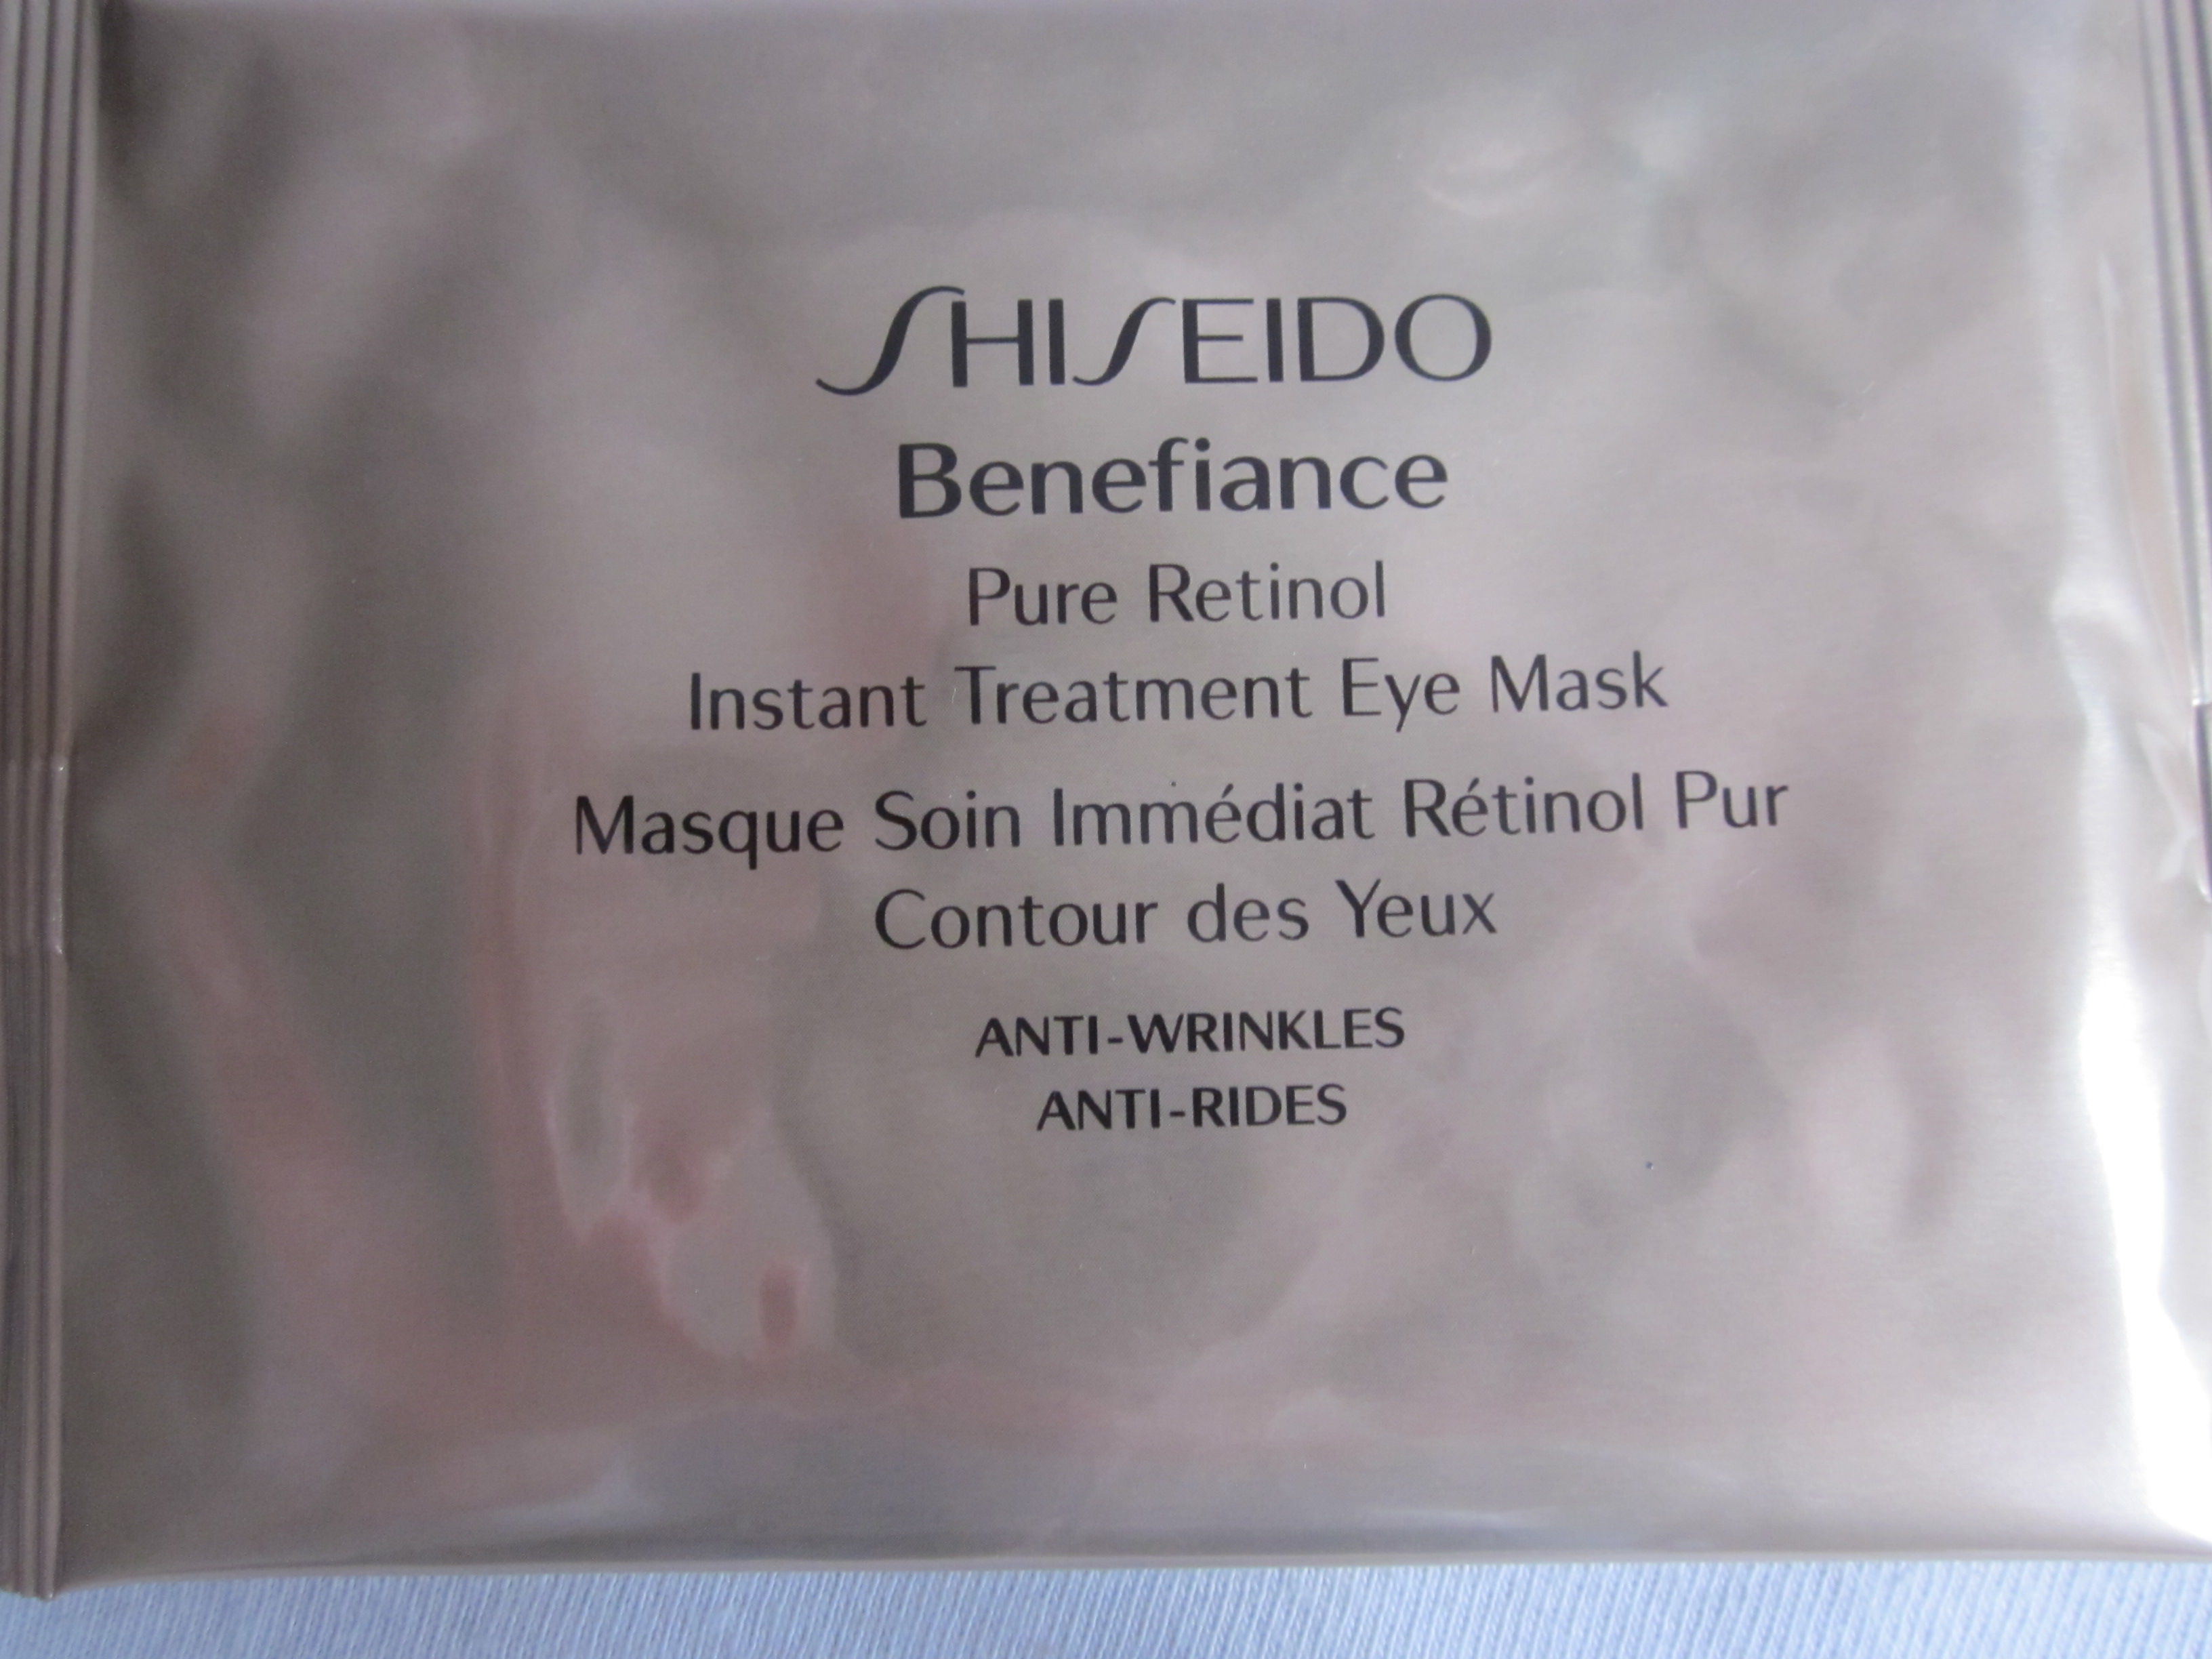 SHISEIDO
Benefiance
Pure Retinol
Instant Treatment Eye Mask
Masque Soin Immédiat Rétinol Pur
Contour des Yeux
ANTI-WRINKLES
ANTI-RIDES